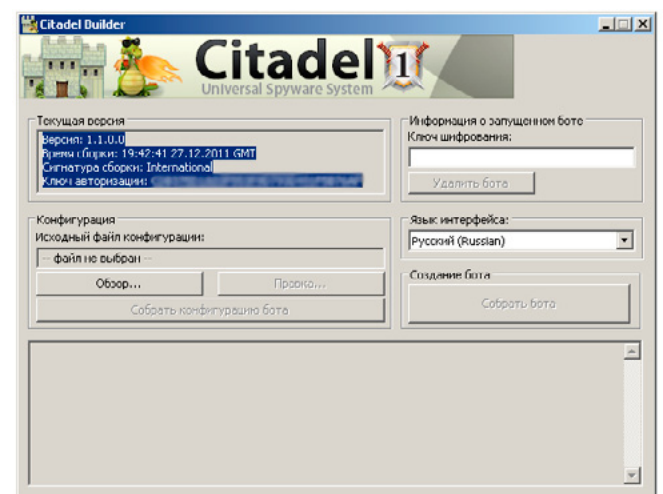 Citadel Builder
Citadel 1
Universal Spyware System
Текущая версия
Версия: 1.1.0.0
Время сборки: 19:42:41 27.12.2011 GMT
Сигнатура сборки: International
Ключ авторизации:
Информация о запущенном боте
Ключ шифрования:
Удалить бота
Конфигурация
Исходный файл конфигурации:
-- файл не выбран --
Обзор...
Правка...
Собрать конфигурацию бота
Язык интерфейса:
Русский (Russian)
Создание бота
Собрать бота